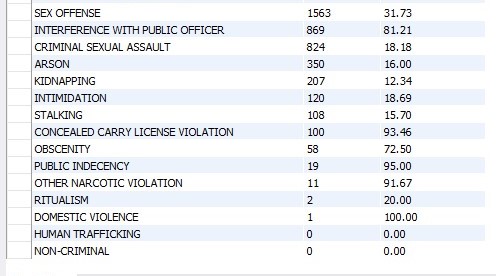 SEX OFFENSE 1563 31.73
INTERFERENCE WITH PUBLIC OFFICER 869 81.21
CRIMINAL SEXUAL ASSAULT 824 18.18
ARSON 350 16.00
KIDNAPPING 207 12.34
INTIMIDATION 120 18.69
STALKING 108 15.70
CONCEALED CARRY LICENSE VIOLATION 100 93.46
OBSCENITY 58 72.50
PUBLIC INDECENCY 19 95.00
OTHER NARCOTIC VIOLATION 11 91.67
RITUALISM 2 20.00
DOMESTIC VIOLENCE 1 100.00
HUMAN TRAFFICKING 0 0.00
NON-CRIMINAL 0 0.00